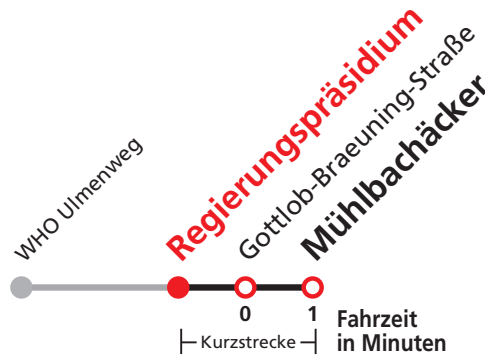 WHO Ulmenweg
Regierungspräsidium
Gottlob-Braeuning-Straße
Mühlbachäcker
0 1 Fahrzeit
in Minuten
Kurzstrecke